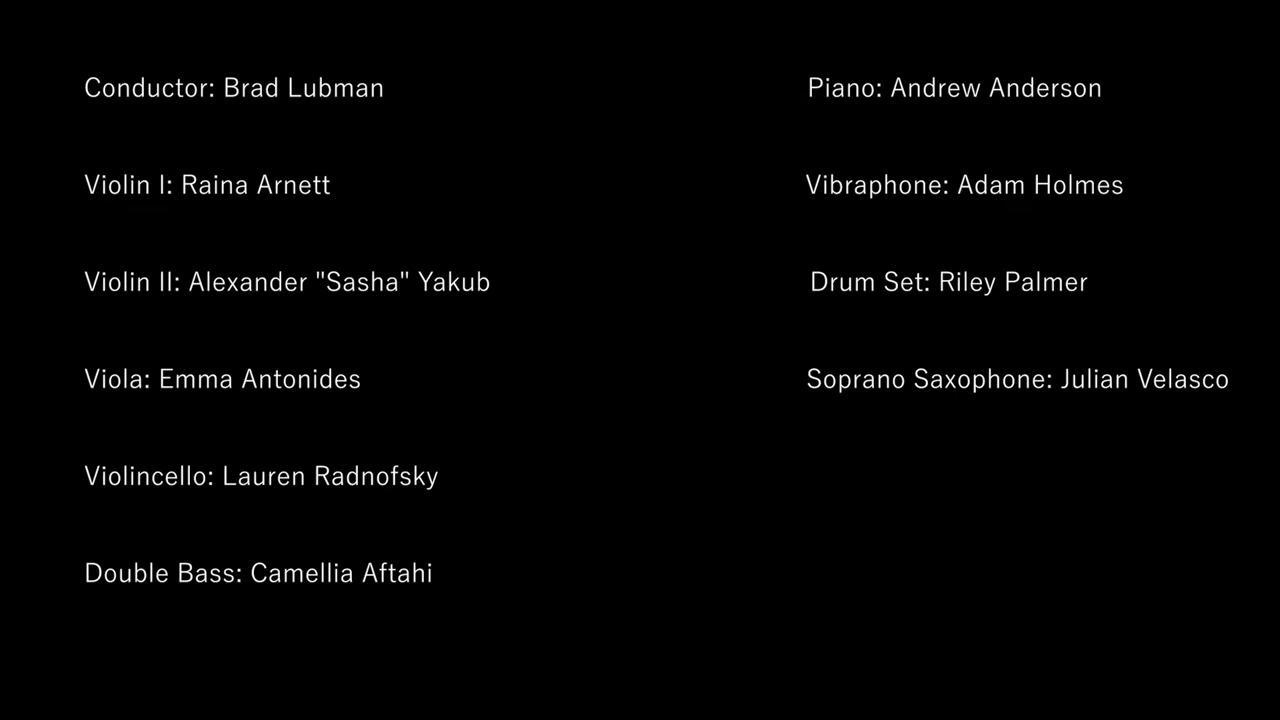 Conductor: Brad Lubman
Violin I: Raina Arnett
Violin II: Alexander "Sasha" Yakub
Viola: Emma Antonides
Violincello: Lauren Radnofsky
Double Bass: Camellia Aftahi
Piano: Andrew Anderson
Vibraphone: Adam Holmes
Drum Set: Riley Palmer
Soprano Saxophone: Julian Velasco